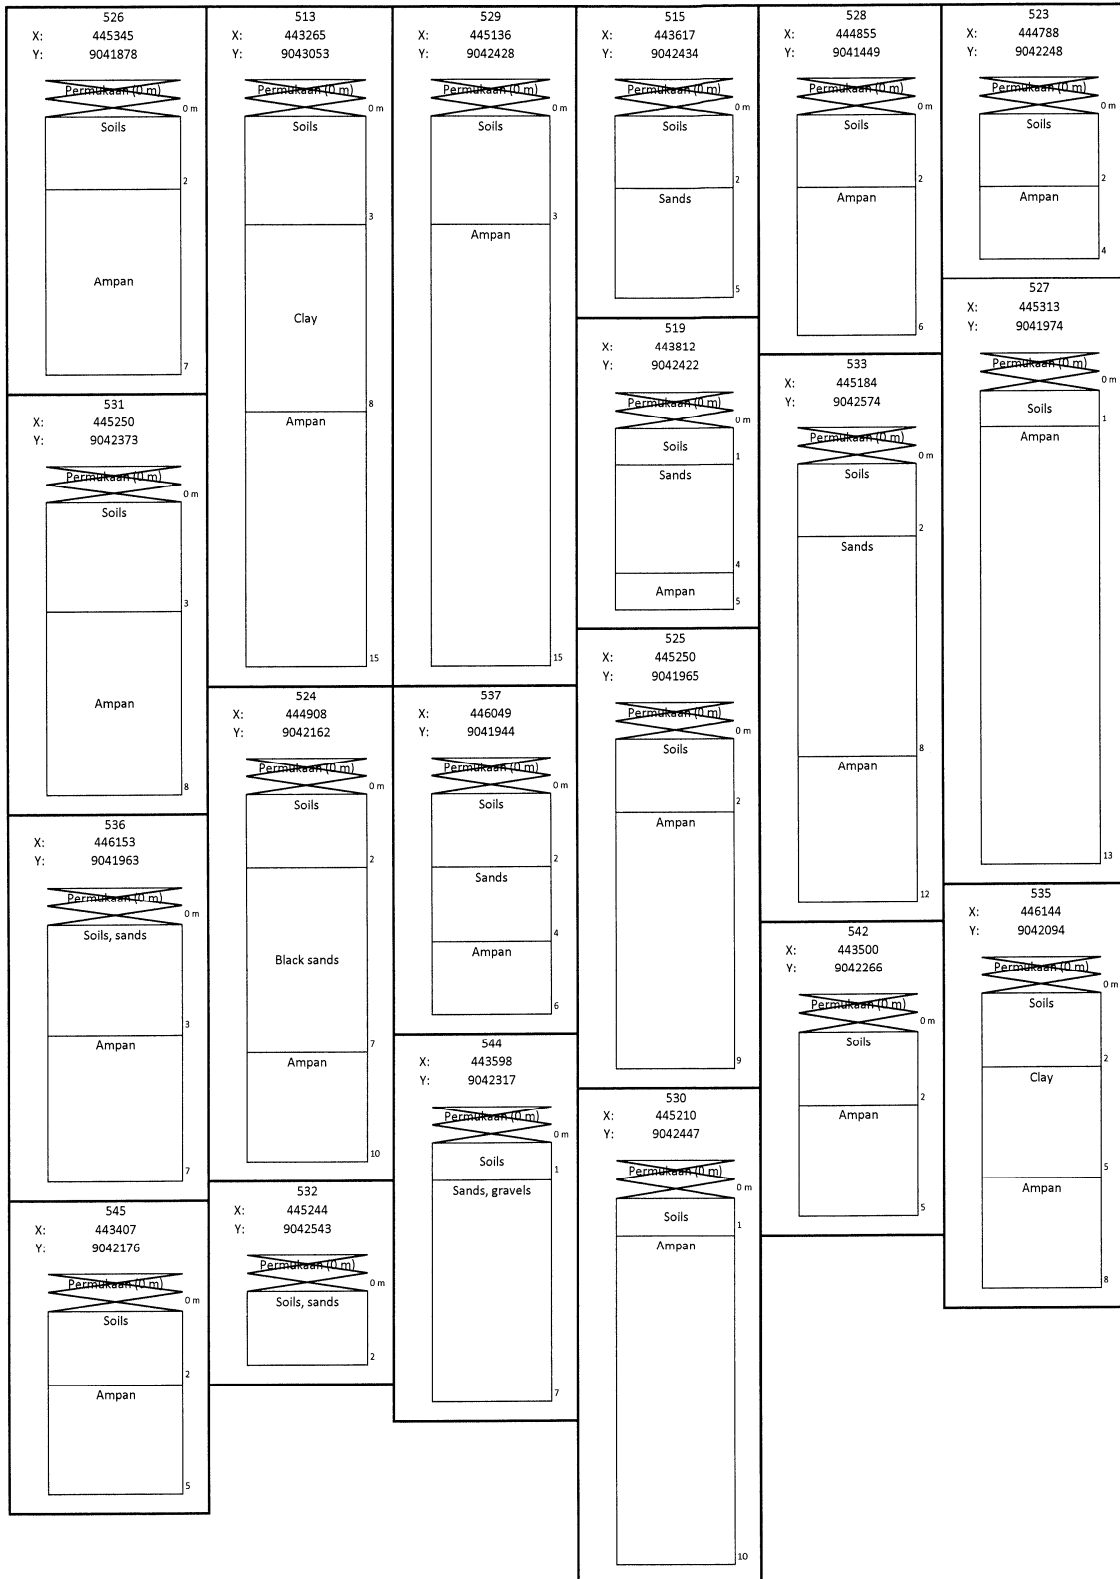 526
X: 445345
Y: 9041878
Permukaan (0 m)
0 m
Soils
2
Ampan
7
531
X: 445250
Y: 9042373
Permukaan (0 m)
0 m
Soils
3
Ampan
8
536
X: 446153
Y: 9041963
Permukaan (0 m)
0 m
Soils, sands
3
Ampan
7
545
X: 443407
Y: 9042176
Permukaan (0 m)
0 m
Soils
2
Ampan
5
513
X: 443265
Y: 9043053
Permukaan (0 m)
0 m
Soils
3
Clay
8
Ampan
15
524
X: 444908
Y: 9042162
Permukaan (0 m)
0 m
Soils
2
Black sands
7
Ampan
10
532
X: 445244
Y: 9042543
Permukaan (0 m)
0 m
Soils, sands
2
529
X: 445136
Y: 9042428
Permukaan (0 m)
0 m
Soils
3
Ampan
15
537
X: 446049
Y: 9041944
Permukaan (0 m)
0 m
Soils
2
Sands
4
Ampan
6
544
X: 443598
Y: 9042317
Permukaan (0 m)
0 m
Soils
1
Sands, gravels
7
515
X: 443617
Y: 9042434
Permukaan (0 m)
0 m
Soils
2
Sands
5
519
X: 443812
Y: 9042422
Permukaan (0 m)
0 m
Soils
1
Sands
4
Ampan
5
525
X: 445250
Y: 9041965
Permukaan (0 m)
0 m
Soils
2
Ampan
9
530
X: 445210
Y: 9042447
Permukaan (0 m)
0 m
Soils
1
Ampan
10
528
X: 444855
Y: 9041449
Permukaan (0 m)
0 m
Soils
2
Ampan
6
533
X: 445184
Y: 9042574
Permukaan (0 m)
0 m
Soils
2
Sands
8
Ampan
12
542
X: 443500
Y: 9042266
Permukaan (0 m)
0 m
Soils
2
Ampan
5
523
X: 444788
Y: 9042248
Permukaan (0 m)
0 m
Soils
2
Ampan
4
527
X: 445313
Y: 9041974
Permukaan (0 m)
0 m
Soils
1
Ampan
13
535
X: 446144
Y: 9042094
Permukaan (0 m)
0 m
Soils
2
Clay
5
Ampan
8